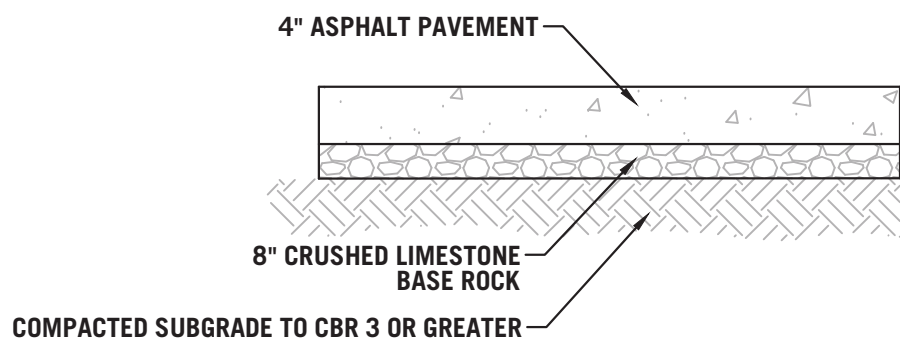 4" ASPHALT PAVEMENT
8" CRUSHED LIMESTONE
BASE ROCK
COMPACTED SUBGRADE TO CBR 3 OR GREATER